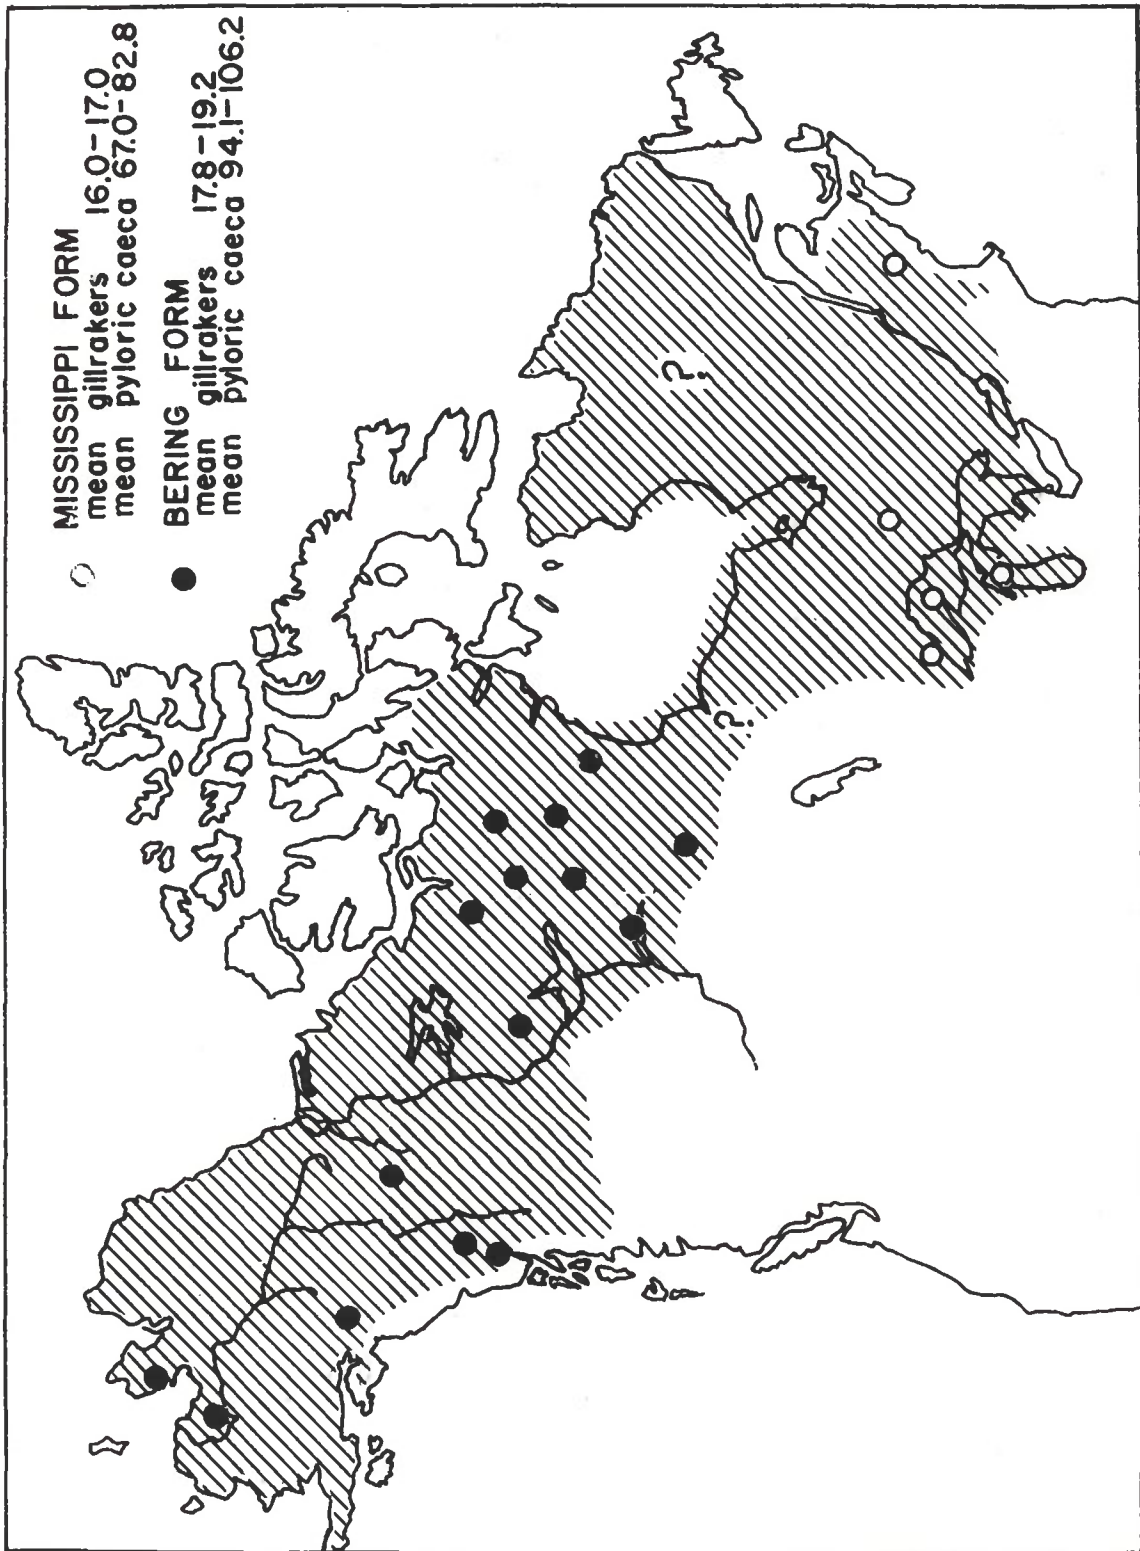 MISSISSIPPI FORM
mean gillrakers 16.0-17.0
mean pyloric caeca 67.0-82.8
BERING FORM
mean gillrakers 17.8-19.2
mean pyloric caeca 94.1-106.2
?
?